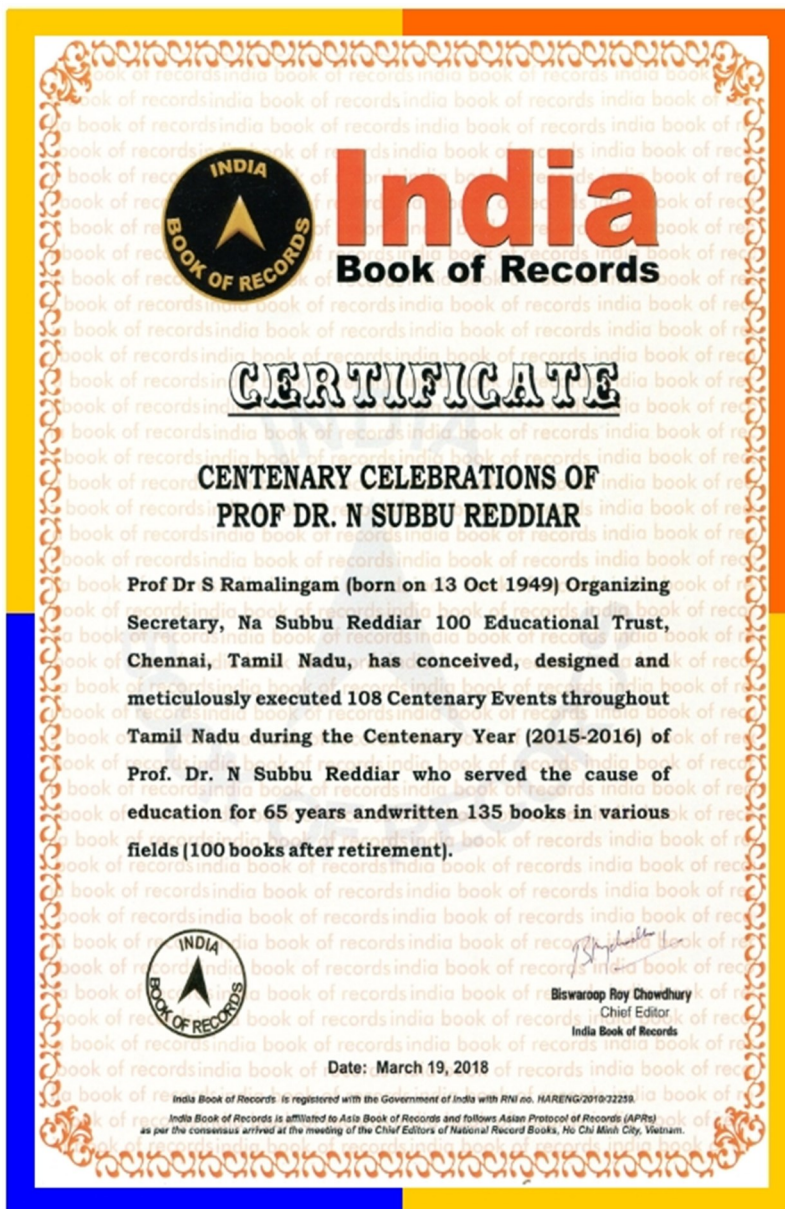 INDIA
BOOK OF RECORDS
India
Book of Records
CERTIFICATE
CENTENARY CELEBRATIONS OF
PROF DR. N SUBBU REDDIAR
Prof Dr S Ramalingam (born on 13 Oct 1949) Organizing
Secretary, Na Subbu Reddiar 100 Educational Trust,
Chennai, Tamil Nadu, has conceived, designed and
meticulously executed 108 Centenary Events throughout
Tamil Nadu during the Centenary Year (2015-2016) of
Prof. Dr. N Subbu Reddiar who served the cause of
education for 65 years andwritten 135 books in various
fields (100 books after retirement).
INDIA
BOOK OF RECORDS
Biswaroop Roy Chowdhury
Chief Editor
India Book of Records
Date: March 19, 2018
India Book of Records is registered with the Government of India with RNI no. HARENG/2010/32259.
India Book of Records is affiliated to Asia Book of Records and follows Asian Protocol of Records (APRs)
as per the consensus arrived at the meeting of the Chief Editors of National Record Books, Ho Chi Minh City, Vietnam.